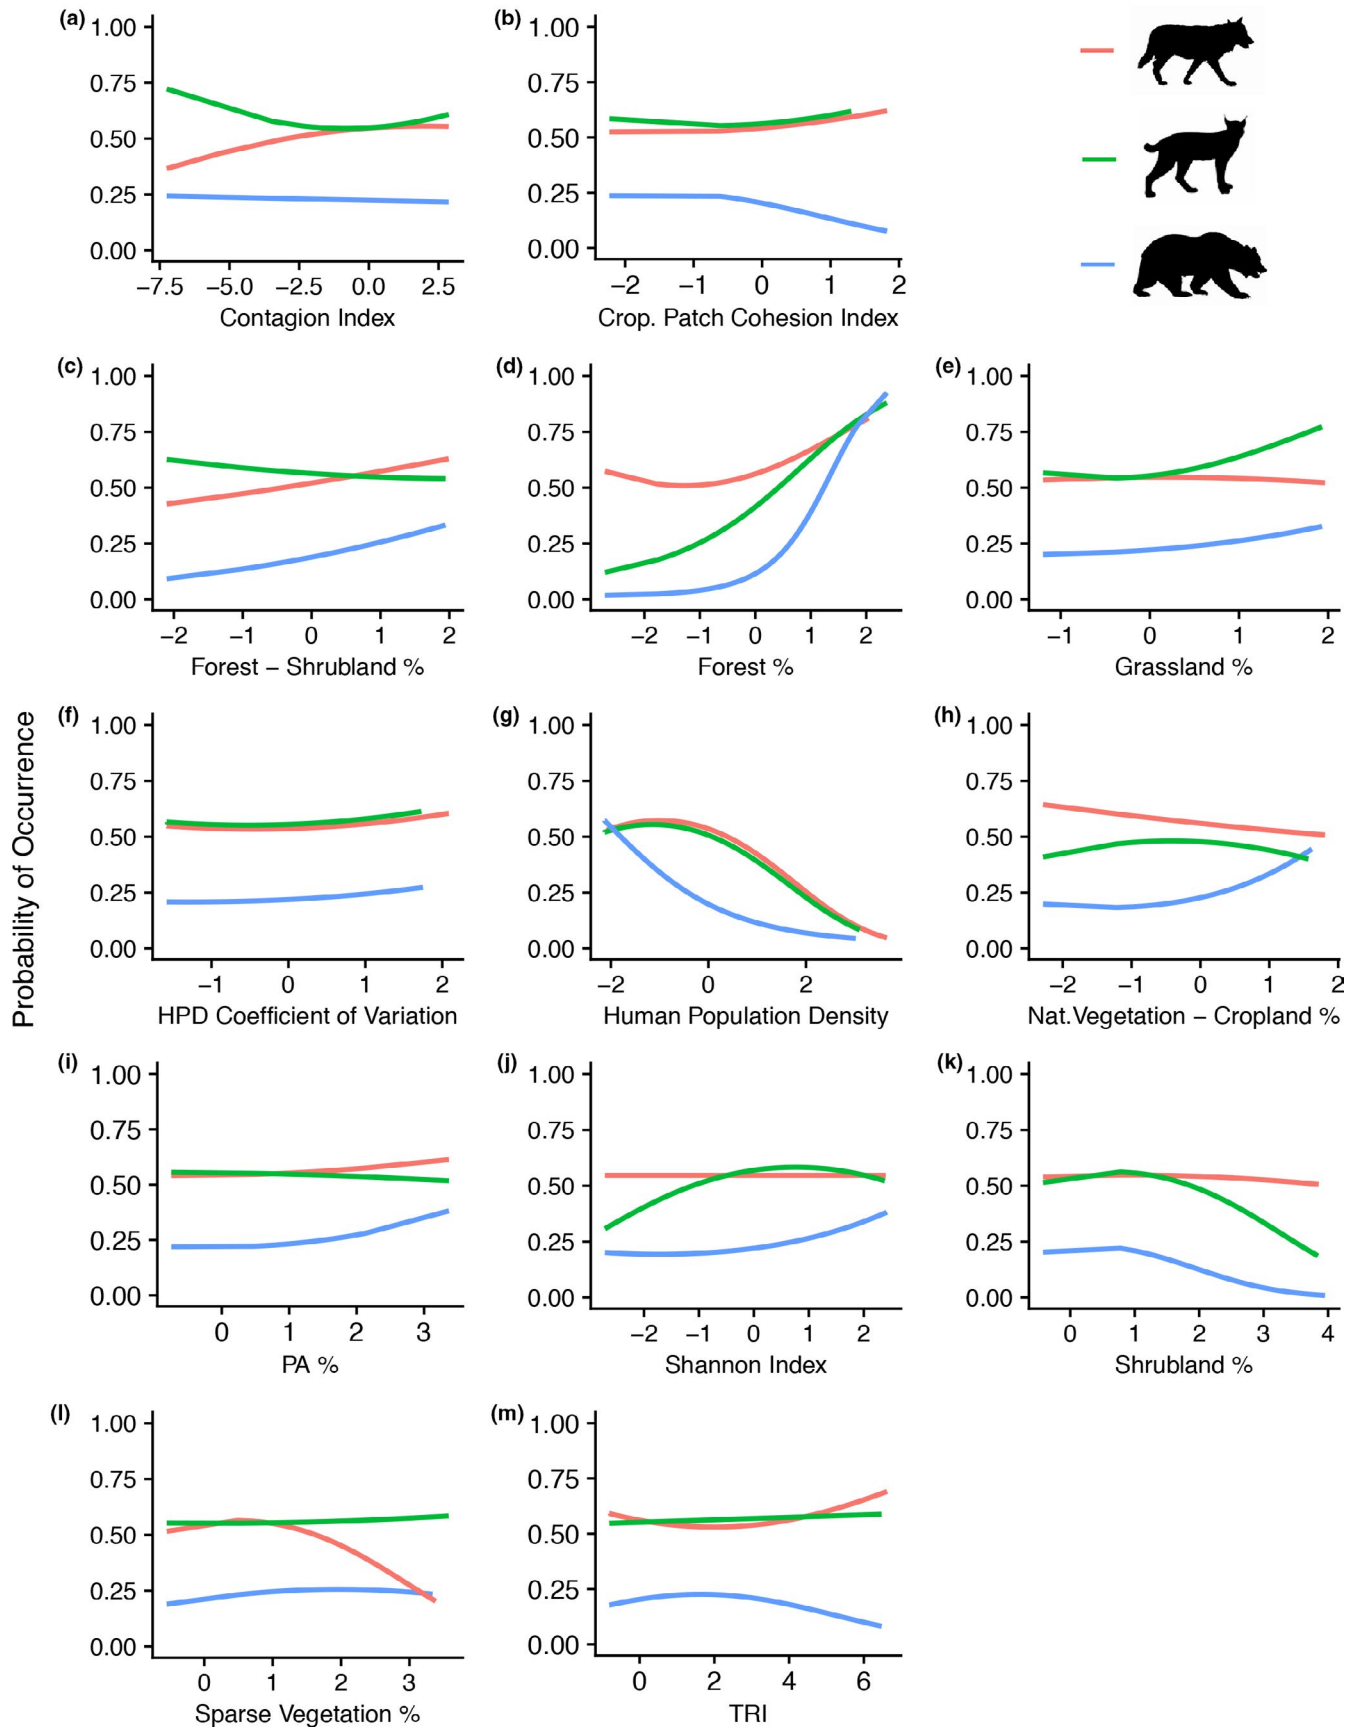 (a)
1.00
0.75
0.50
0.25
0.00
−7.5 −5.0 −2.5 0.0 2.5
Contagion Index
(b)
1.00
0.75
0.50
0.25
0.00
−2 −1 0 1 2
Crop. Patch Cohesion Index
(c)
1.00
0.75
0.50
0.25
0.00
−2 −1 0 1 2
Forest − Shrubland %
(d)
1.00
0.75
0.50
0.25
0.00
−2 −1 0 1 2
Forest %
(e)
1.00
0.75
0.50
0.25
0.00
−1 0 1 2
Grassland %
Probability of Occurrence
(f)
1.00
0.75
0.50
0.25
0.00
−1 0 1 2
HPD Coefficient of Variation
(g)
1.00
0.75
0.50
0.25
0.00
−2 0 2
Human Population Density
(h)
1.00
0.75
0.50
0.25
0.00
−2 −1 0 1 2
Nat.Vegetation − Cropland %
(i)
1.00
0.75
0.50
0.25
0.00
0 1 2 3
PA %
(j)
1.00
0.75
0.50
0.25
0.00
−2 −1 0 1 2
Shannon Index
(k)
1.00
0.75
0.50
0.25
0.00
0 1 2 3 4
Shrubland %
(l)
1.00
0.75
0.50
0.25
0.00
0 1 2 3
Sparse Vegetation %
(m)
1.00
0.75
0.50
0.25
0.00
0 2 4 6
TRI